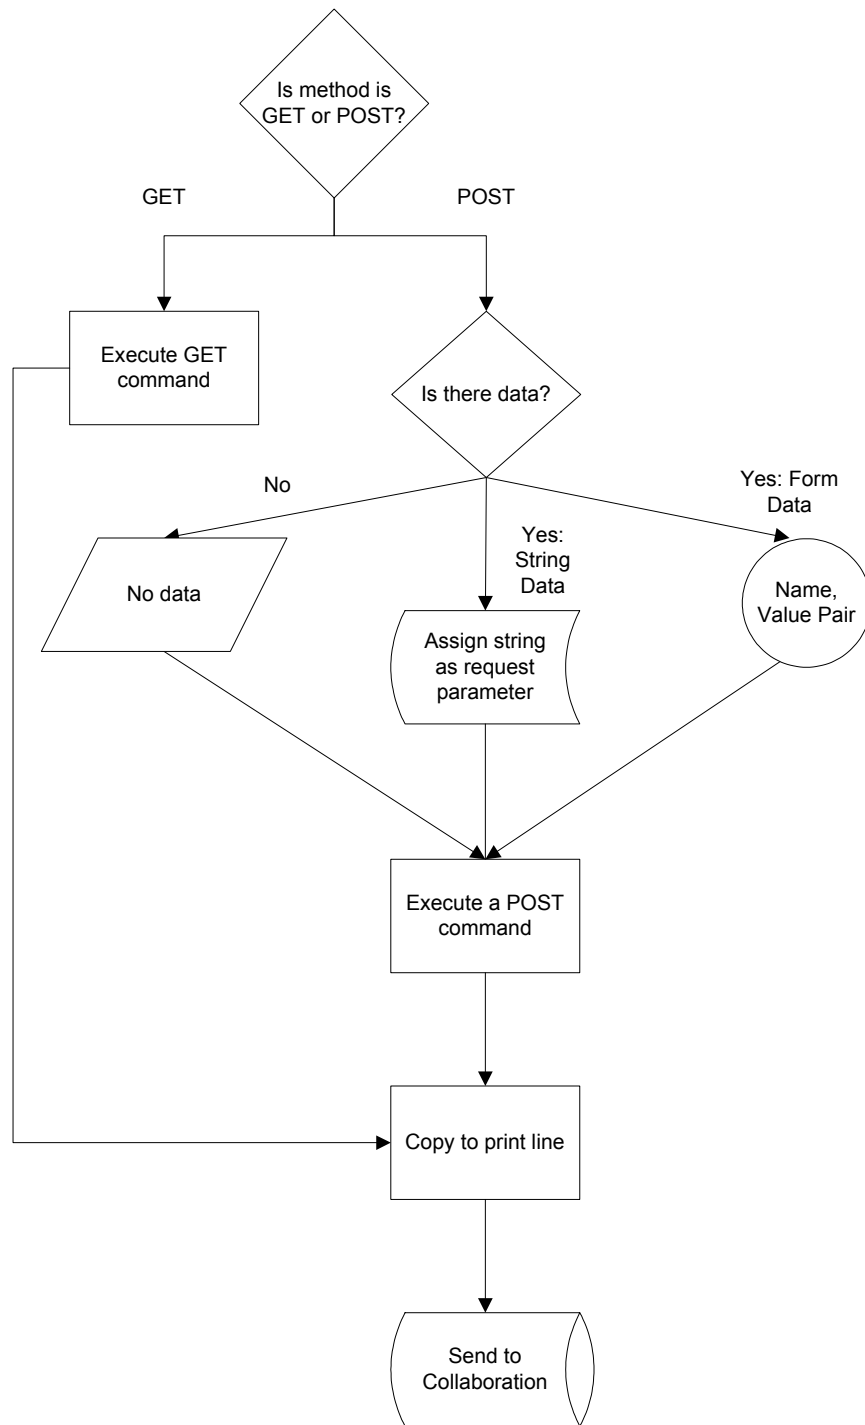 Is method is
GET or POST?
GET
POST
Execute GET
command
Is there data?
No
Yes: Form
Data
Yes:
String
Data
No data
Name,
Value Pair
Assign string
as request
parameter
Execute a POST
command
Copy to print line
Send to
Collaboration